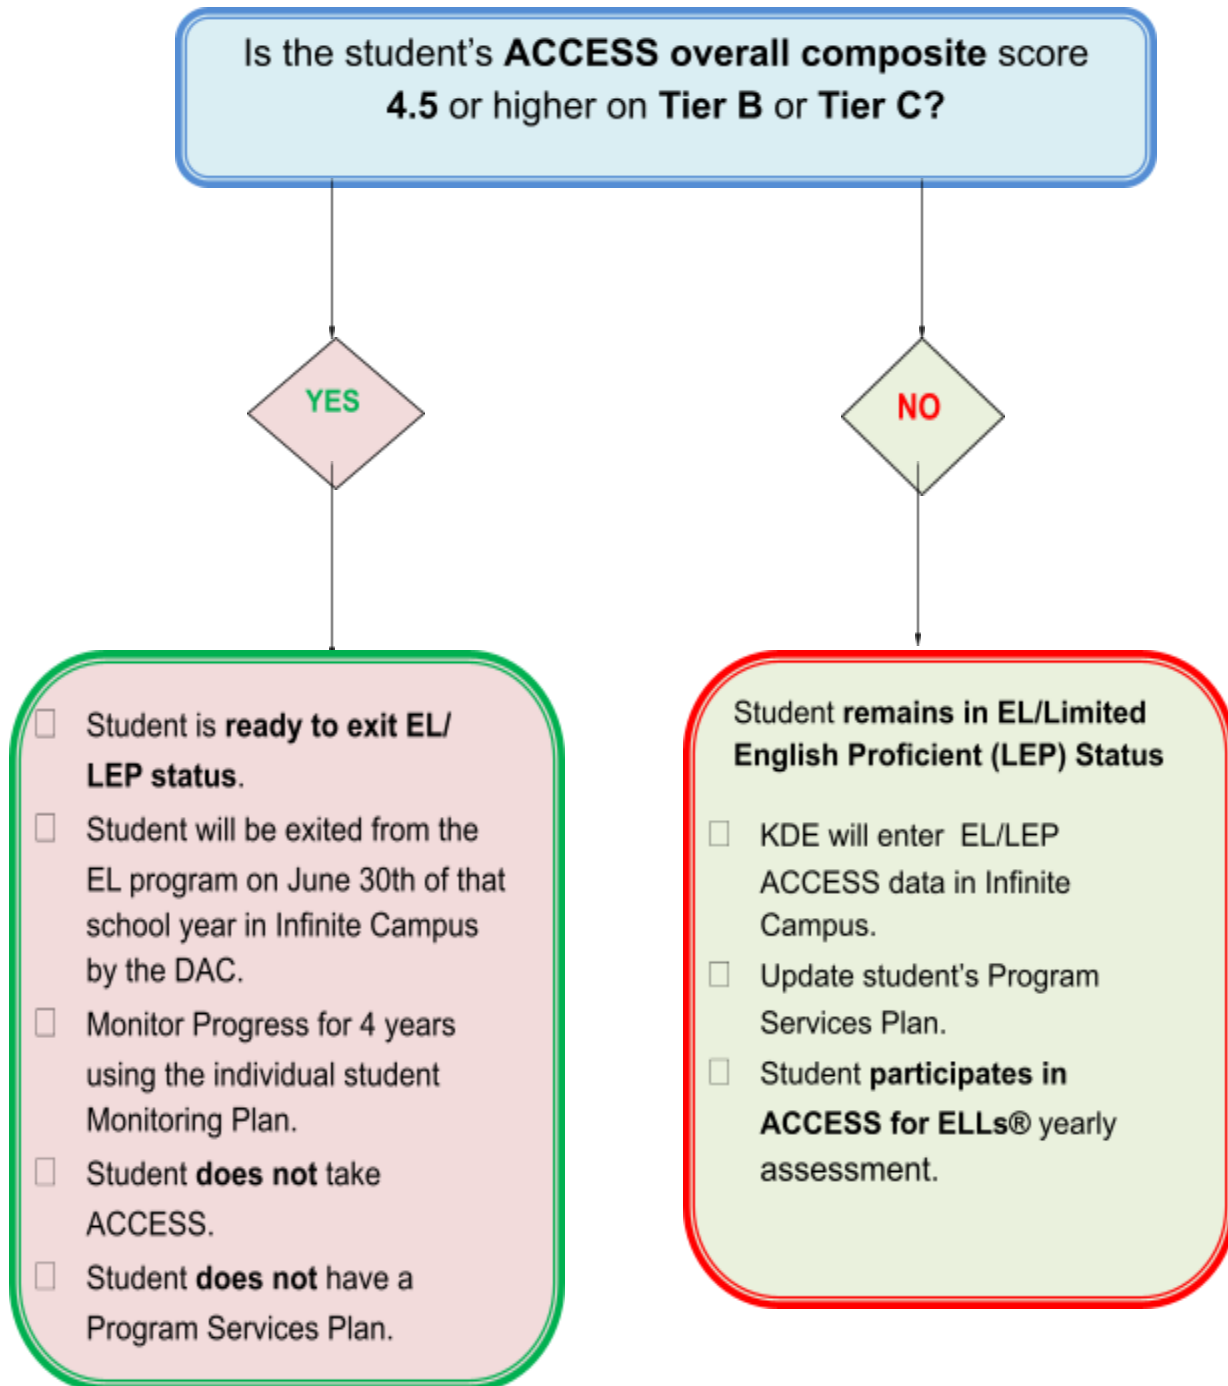 Is the student’s ACCESS overall composite score
4.5 or higher on Tier B or Tier C?
YES
NO
Student is ready to exit EL/
LEP status.
Student will be exited from the
EL program on June 30th of that
school year in Infinite Campus
by the DAC.
Monitor Progress for 4 years
using the individual student
Monitoring Plan.
Student does not take
ACCESS.
Student does not have a
Program Services Plan.
Student remains in EL/Limited
English Proficient (LEP) Status
KDE will enter EL/LEP
ACCESS data in Infinite
Campus.
Update student’s Program
Services Plan.
Student participates in
ACCESS for ELLs® yearly
assessment.